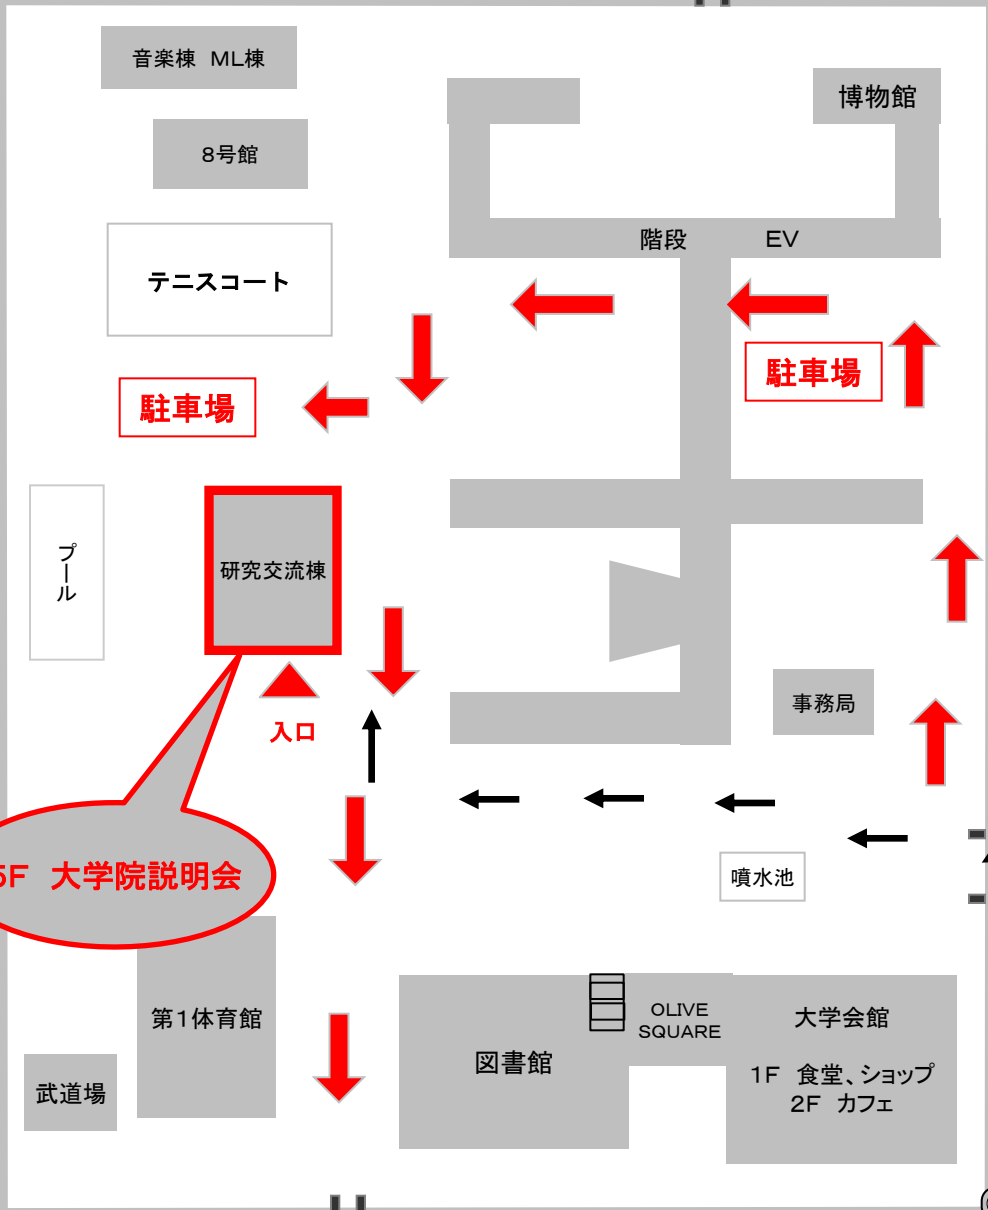 音楽棟 ML棟
博物館
8号館
階段 EV
テニスコート
駐車場
駐車場
プール
研究交流棟
事務局
入口
5F 大学院説明会
噴水池
第1体育館
OLIVE
SQUARE
大学会館
図書館
1F 食堂、ショップ
2F カフェ
武道場